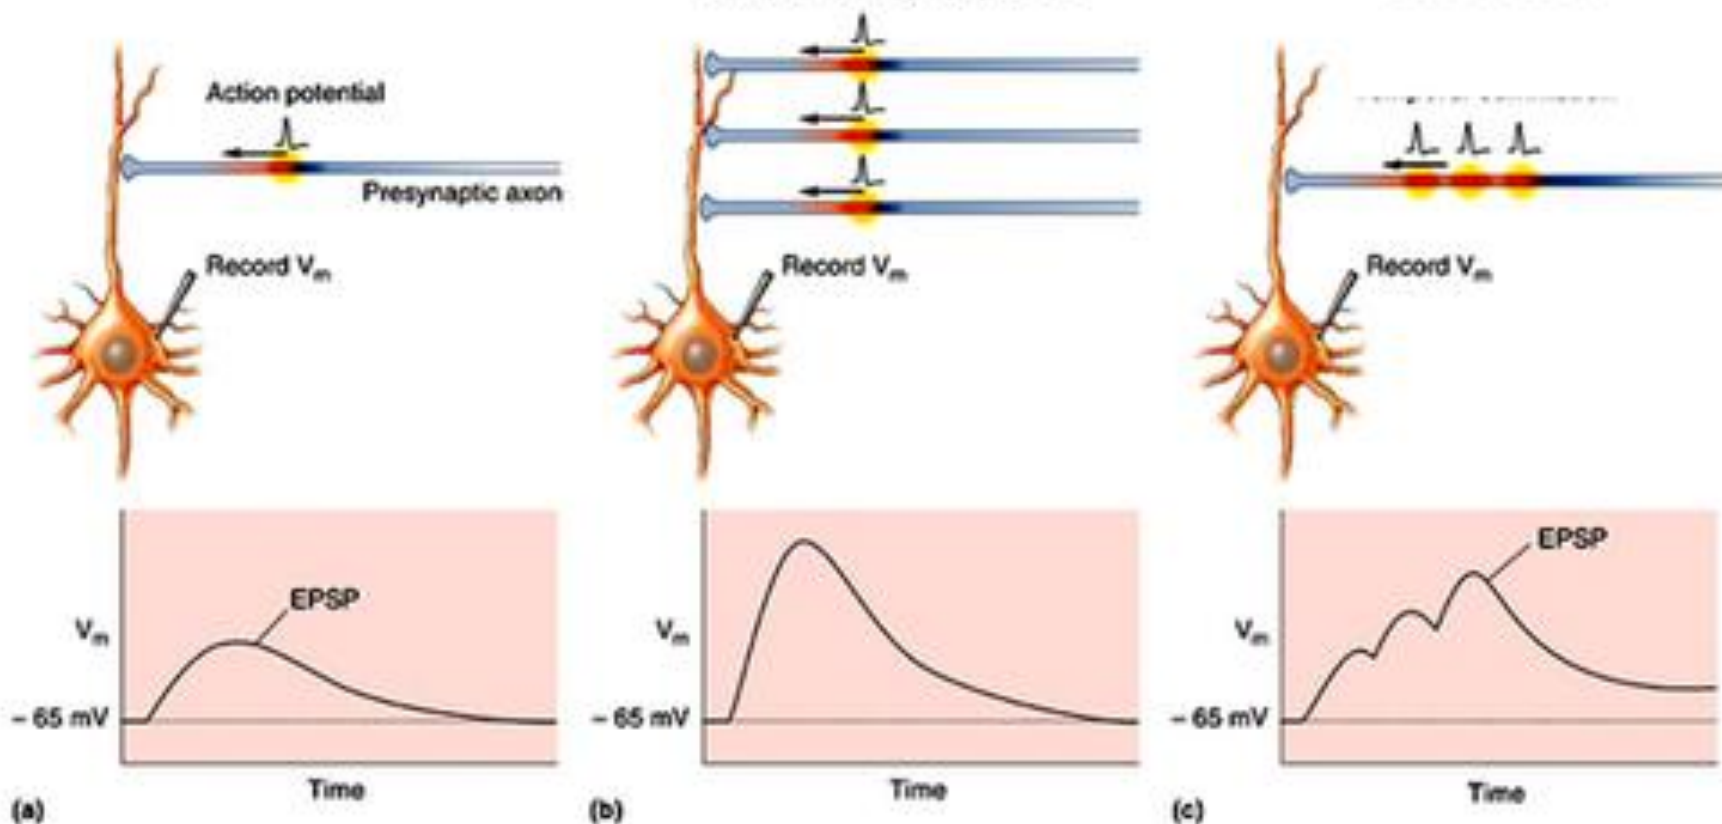 Action potential
Presynaptic axon
Record Vm
Record Vm
Record Vm
EPSP
Vm
– 65 mV
Time
(a)
Vm
– 65 mV
Time
(b)
EPSP
Vm
– 65 mV
Time
(c)